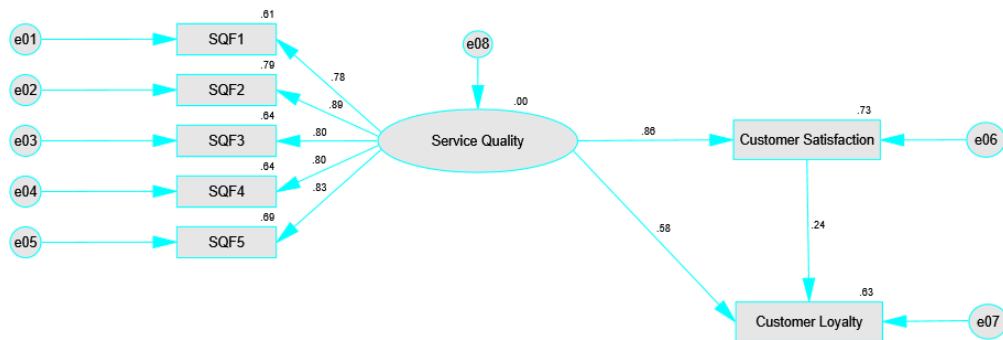 .61
e01
SQF1
e08
.79
.78
e02
SQF2
.89
.64
.00
.73
e03
SQF3
.80
Service Quality
.86
Customer Satisfaction
e06
.64
.80
e04
SQF4
.83
.69
.58
.24
e05
SQF5
.63
Customer Loyalty
e07